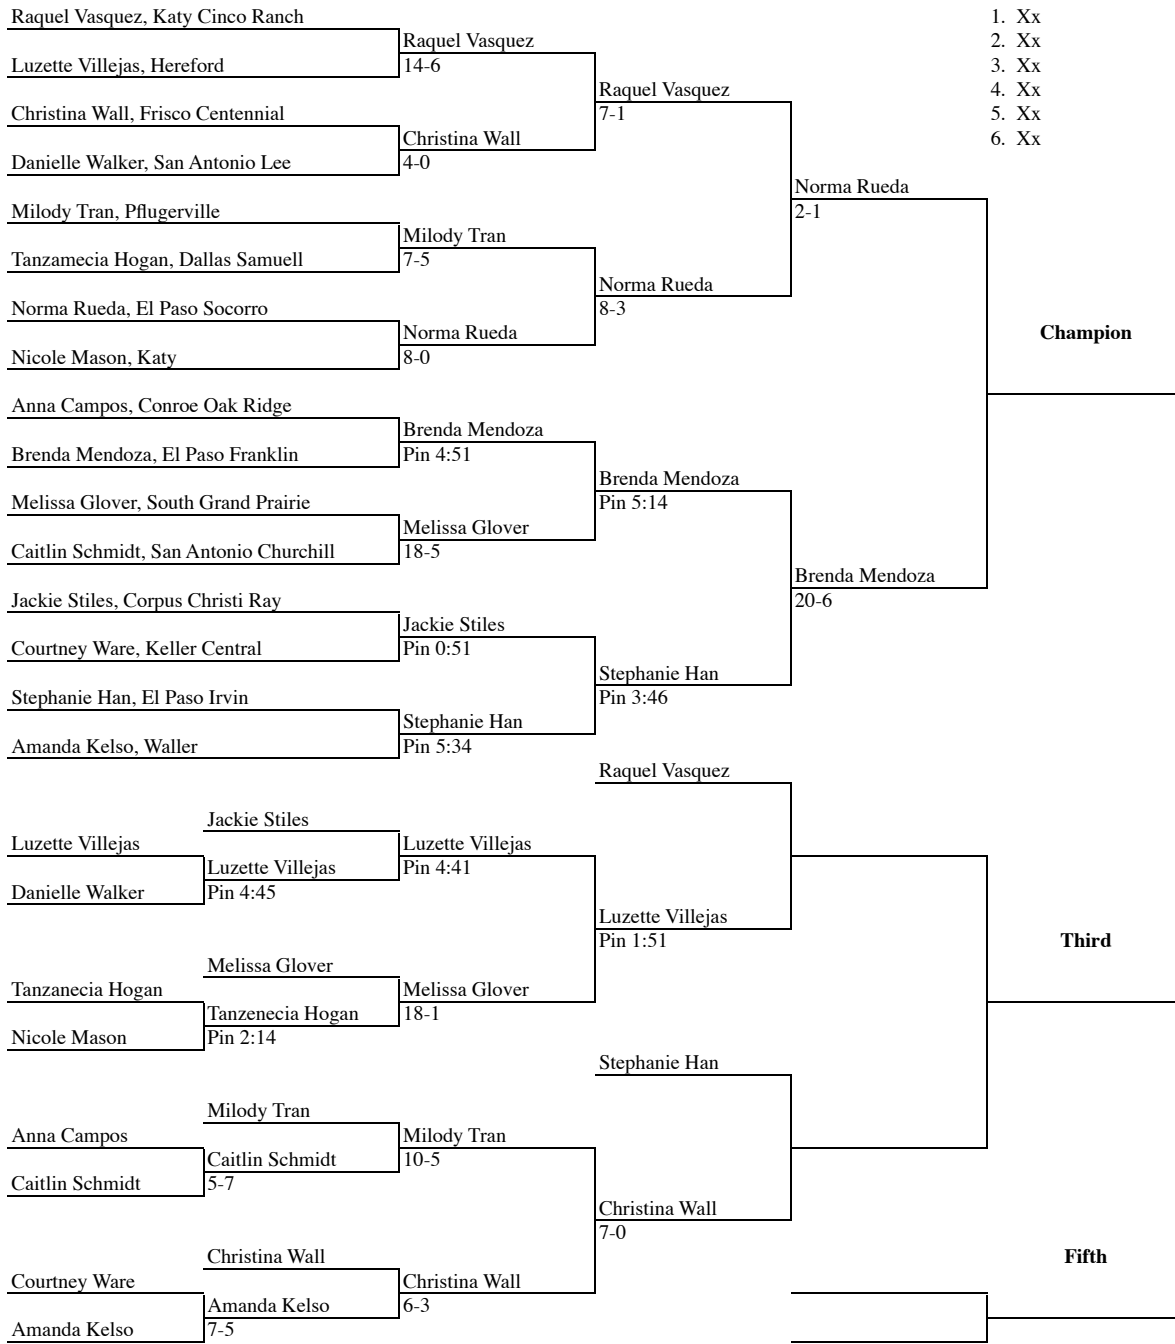 Raquel Vasquez, Katy Cinco Ranch
Luzette Villejas, Hereford
Christina Wall, Frisco Centennial
Danielle Walker, San Antonio Lee
Milody Tran, Pflugerville
Tanzamecia Hogan, Dallas Samuell
Norma Rueda, El Paso Socorro
Nicole Mason, Katy
Anna Campos, Conroe Oak Ridge
Brenda Mendoza, El Paso Franklin
Melissa Glover, South Grand Prairie
Caitlin Schmidt, San Antonio Churchill
Jackie Stiles, Corpus Christi Ray
Courtney Ware, Keller Central
Stephanie Han, El Paso Irvin
Amanda Kelso, Waller
Raquel Vasquez
14-6
Christina Wall
4-0
Milody Tran
7-5
Norma Rueda
8-0
Brenda Mendoza
Pin 4:51
Melissa Glover
18-5
Jackie Stiles
Pin 0:51
Stephanie Han
Pin 5:34
Raquel Vasquez
7-1
Norma Rueda
8-3
Brenda Mendoza
Pin 5:14
Stephanie Han
Pin 3:46
Norma Rueda
2-1
Brenda Mendoza
20-6
1. Xx
2. Xx
3. Xx
4. Xx
5. Xx
6. Xx
Champion
Luzette Villejas
Danielle Walker
Tanzanecia Hogan
Nicole Mason
Anna Campos
Caitlin Schmidt
Courtney Ware
Amanda Kelso
Jackie Stiles
Luzette Villejas
Pin 4:45
Melissa Glover
Tanzenecia Hogan
Pin 2:14
Milody Tran
Caitlin Schmidt
5-7
Christina Wall
Amanda Kelso
7-5
Luzette Villejas
Pin 4:41
Melissa Glover
18-1
Milody Tran
10-5
Christina Wall
6-3
Raquel Vasquez
Luzette Villejas
Pin 1:51
Stephanie Han
Christina Wall
7-0
Third
Fifth